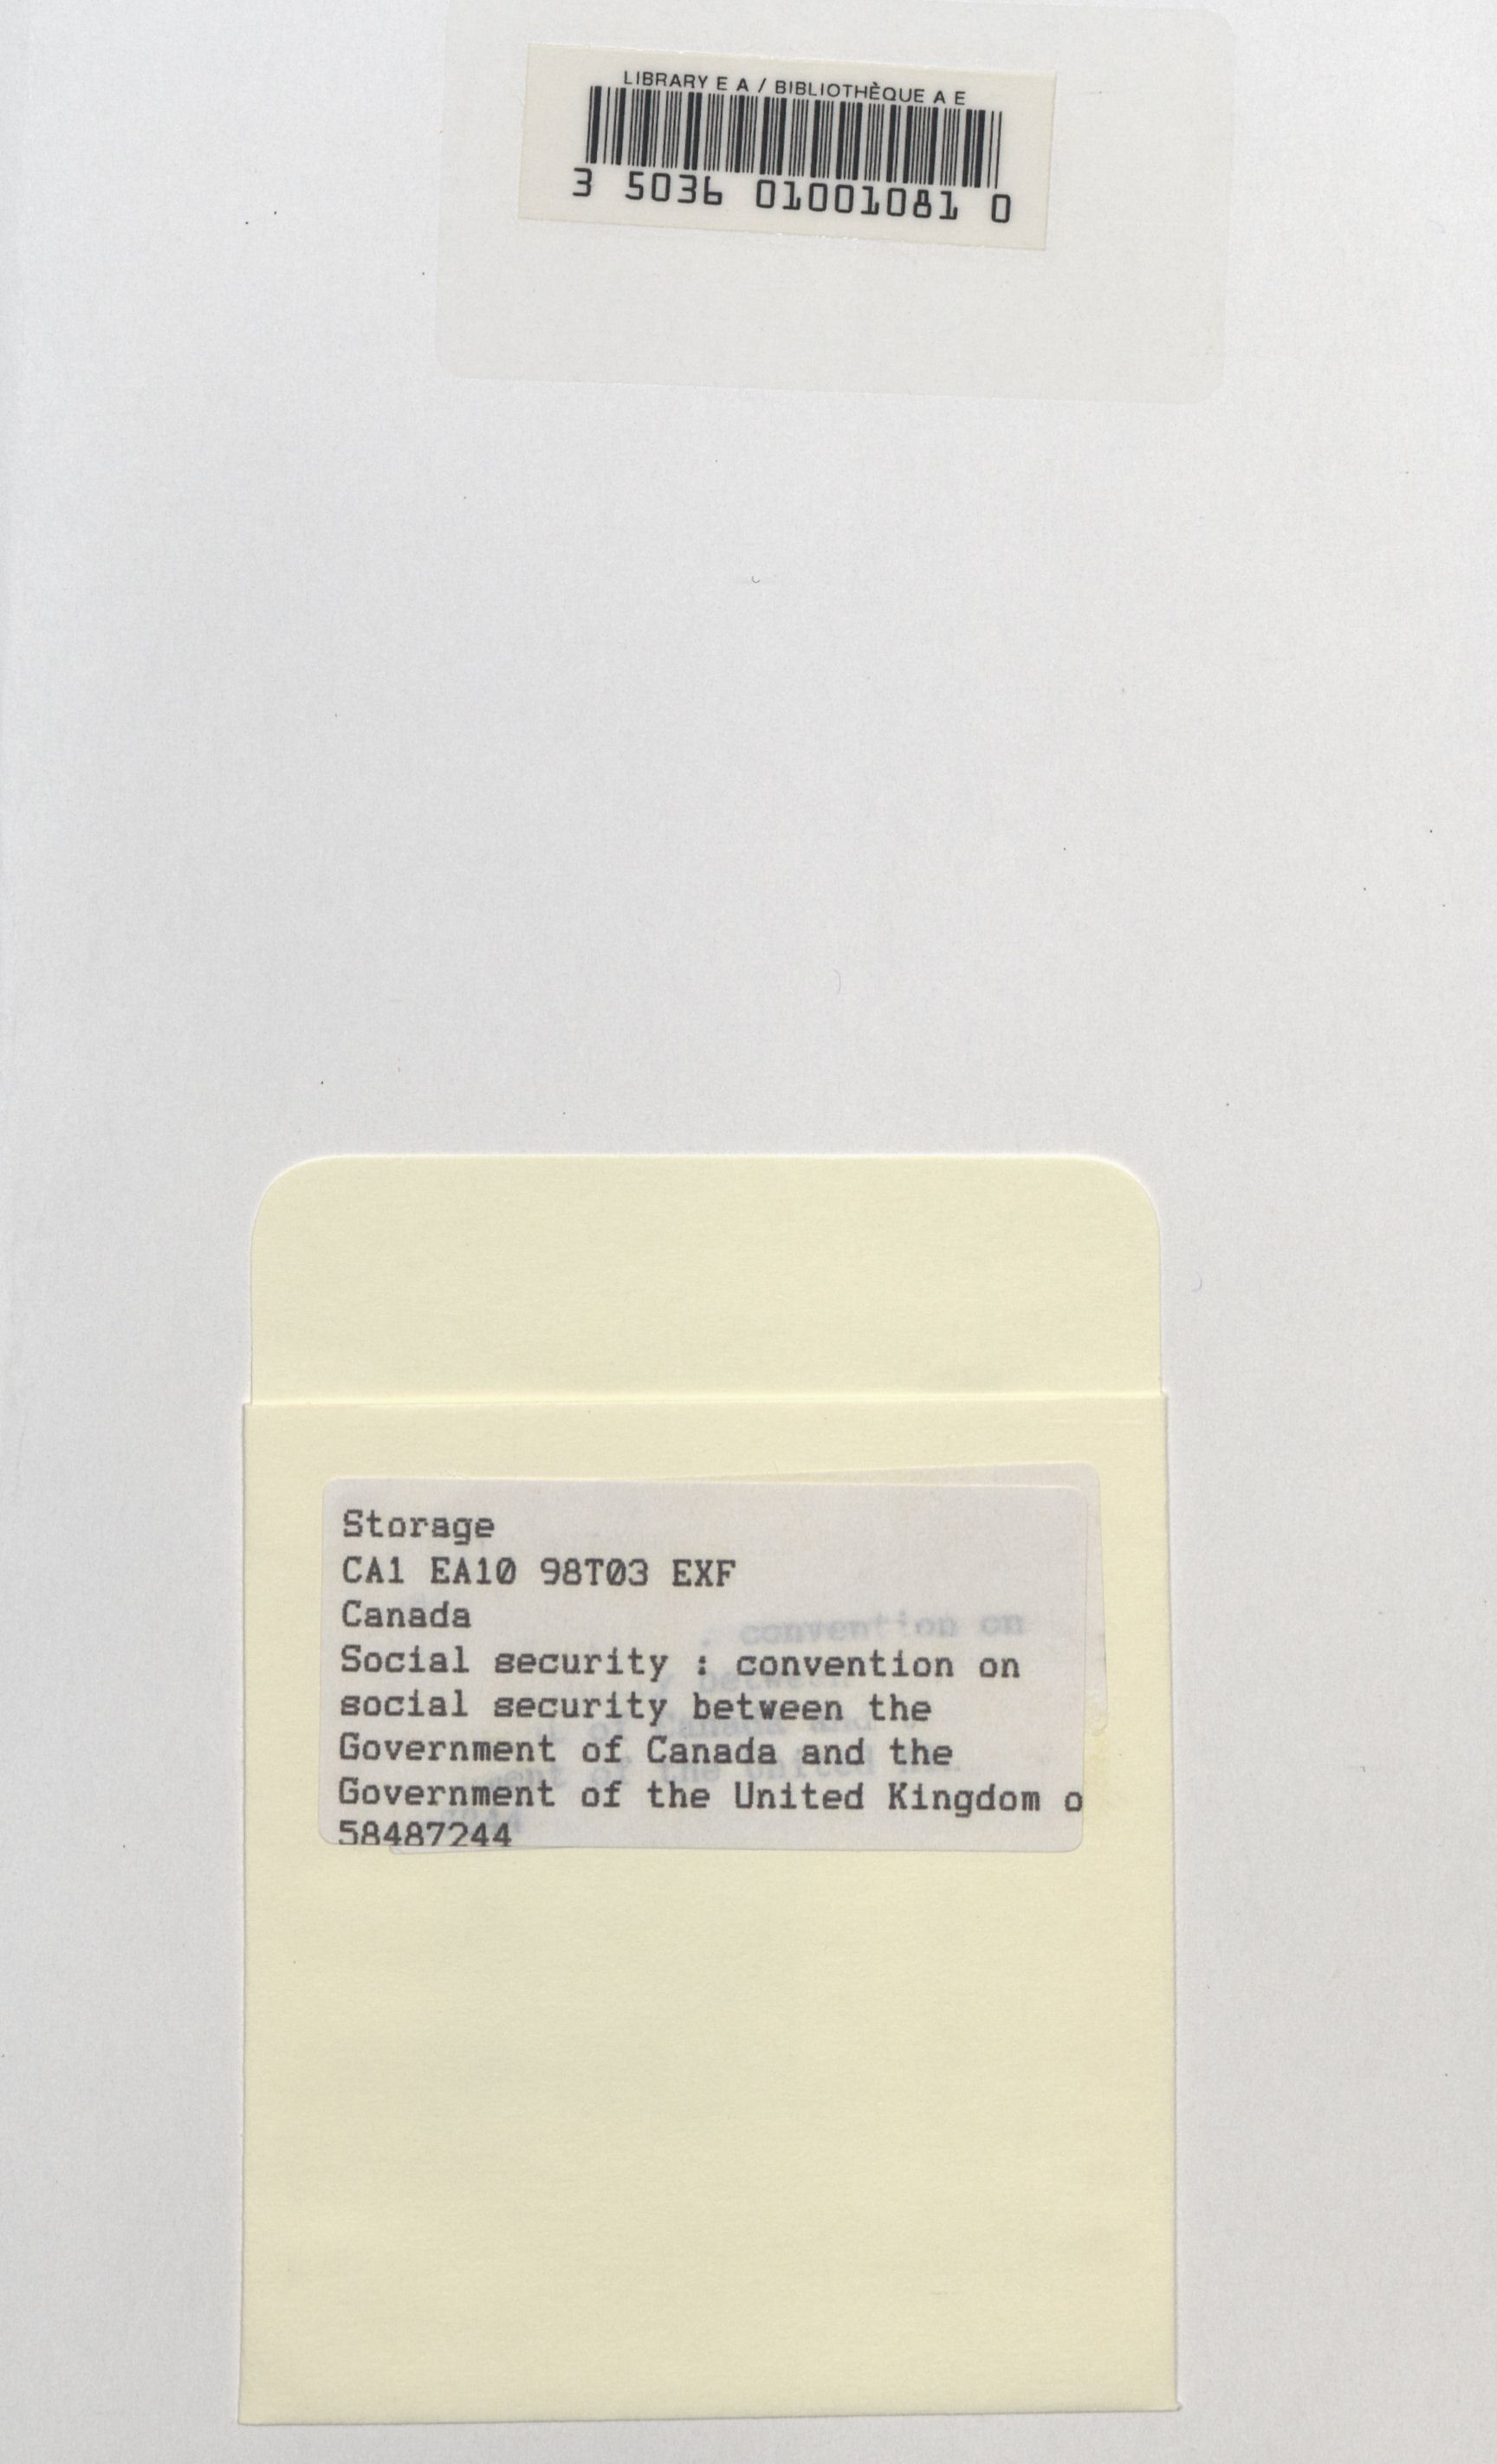 LIBRARY E A / BIBLIOTHÈQUE A E
3 5036 01001081 0
Storage
CA1 EA10 98T03 EXF
Canada
Social security : convention on
social security between the
Government of Canada and the
Government of the United Kingdom o
58487244